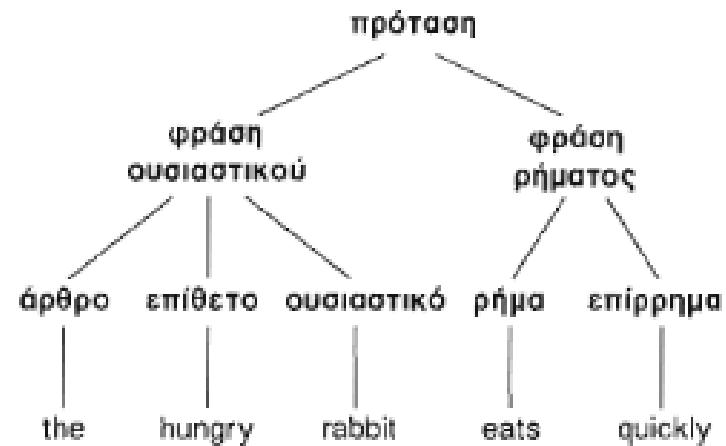 πρόταση
φράση φράση
ουσιαστικού ρήματος
άρθρο επίθετο ουσιαστικό ρήμα επίρρημα
the hungry rabbit eats quickly